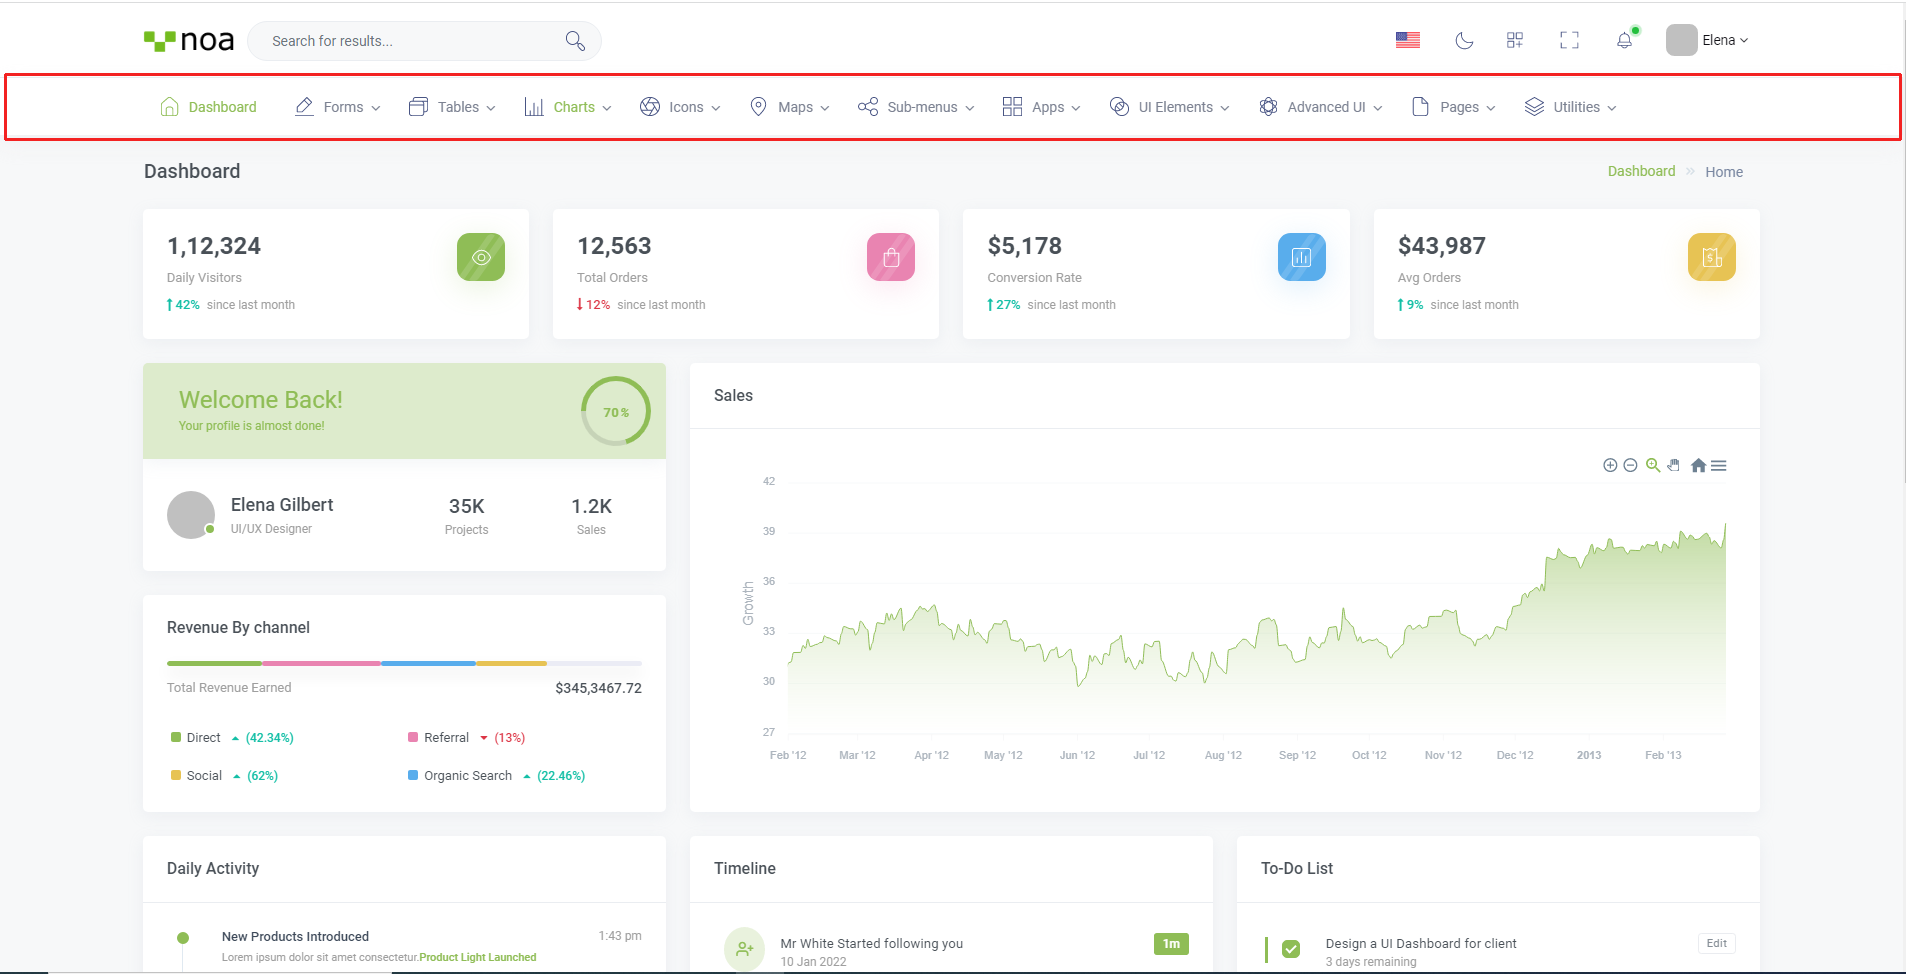 noa
Search for results...
Elena
Dashboard Forms Tables Charts Icons Maps Sub-menus Apps UI Elements Advanced UI Pages Utilities
Dashboard
Dashboard » Home
1,12,324
Daily Visitors
42% since last month
12,563
Total Orders
12% since last month
$5,178
Conversion Rate
27% since last month
$43,987
Avg Orders
9% since last month
Welcome Back!
Your profile is almost done!
70%
Elena Gilbert
UI/UX Designer
35K
Projects
1.2K
Sales
Revenue By channel
Total Revenue Earned $345,3467.72
Direct (42.34%)
Referral (13%)
Social (62%)
Organic Search (22.46%)
Sales
Growth
42
39
36
33
30
27
Feb '12 Mar '12 Apr '12 May '12 Jun '12 Jul '12 Aug '12 Sep '12 Oct '12 Nov '12 Dec '12 2013 Feb '13
Daily Activity
New Products Introduced 1:43 pm
Lorem ipsum dolor sit amet consectetur.Product Light Launched
Timeline
Mr White Started following you
10 Jan 2022
1m
To-Do List
Design a UI Dashboard for client
3 days remaining
Edit